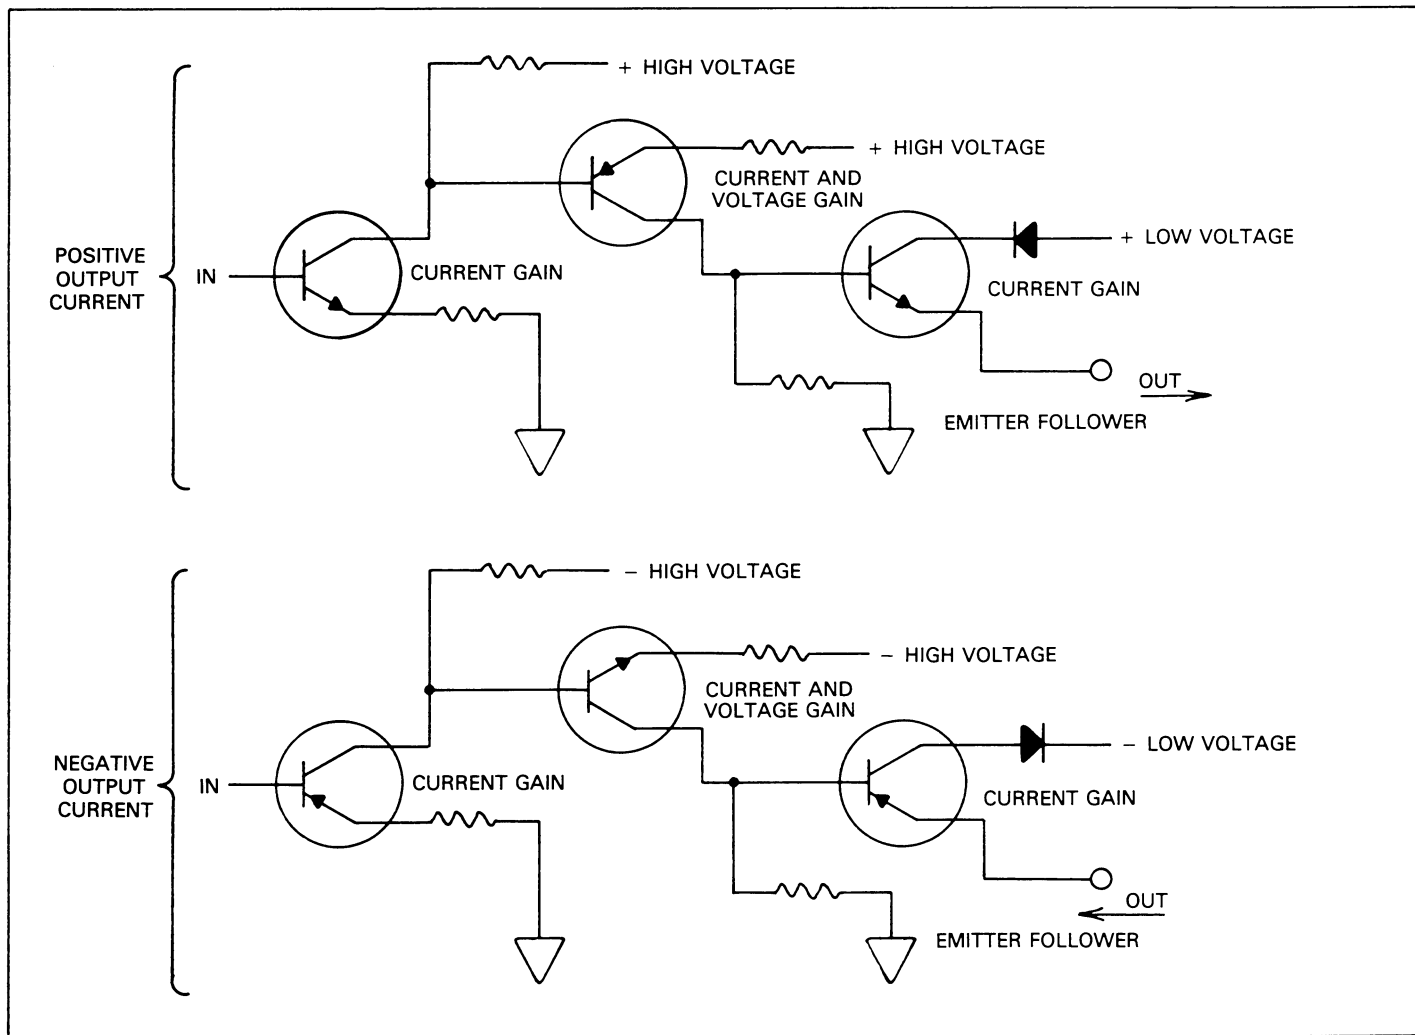 + HIGH VOLTAGE
+ HIGH VOLTAGE
CURRENT AND
VOLTAGE GAIN
POSITIVE
OUTPUT
CURRENT
IN
CURRENT GAIN
+ LOW VOLTAGE
CURRENT GAIN
OUT
EMITTER FOLLOWER
− HIGH VOLTAGE
− HIGH VOLTAGE
CURRENT AND
VOLTAGE GAIN
NEGATIVE
OUTPUT
CURRENT
IN
CURRENT GAIN
− LOW VOLTAGE
CURRENT GAIN
OUT
EMITTER FOLLOWER